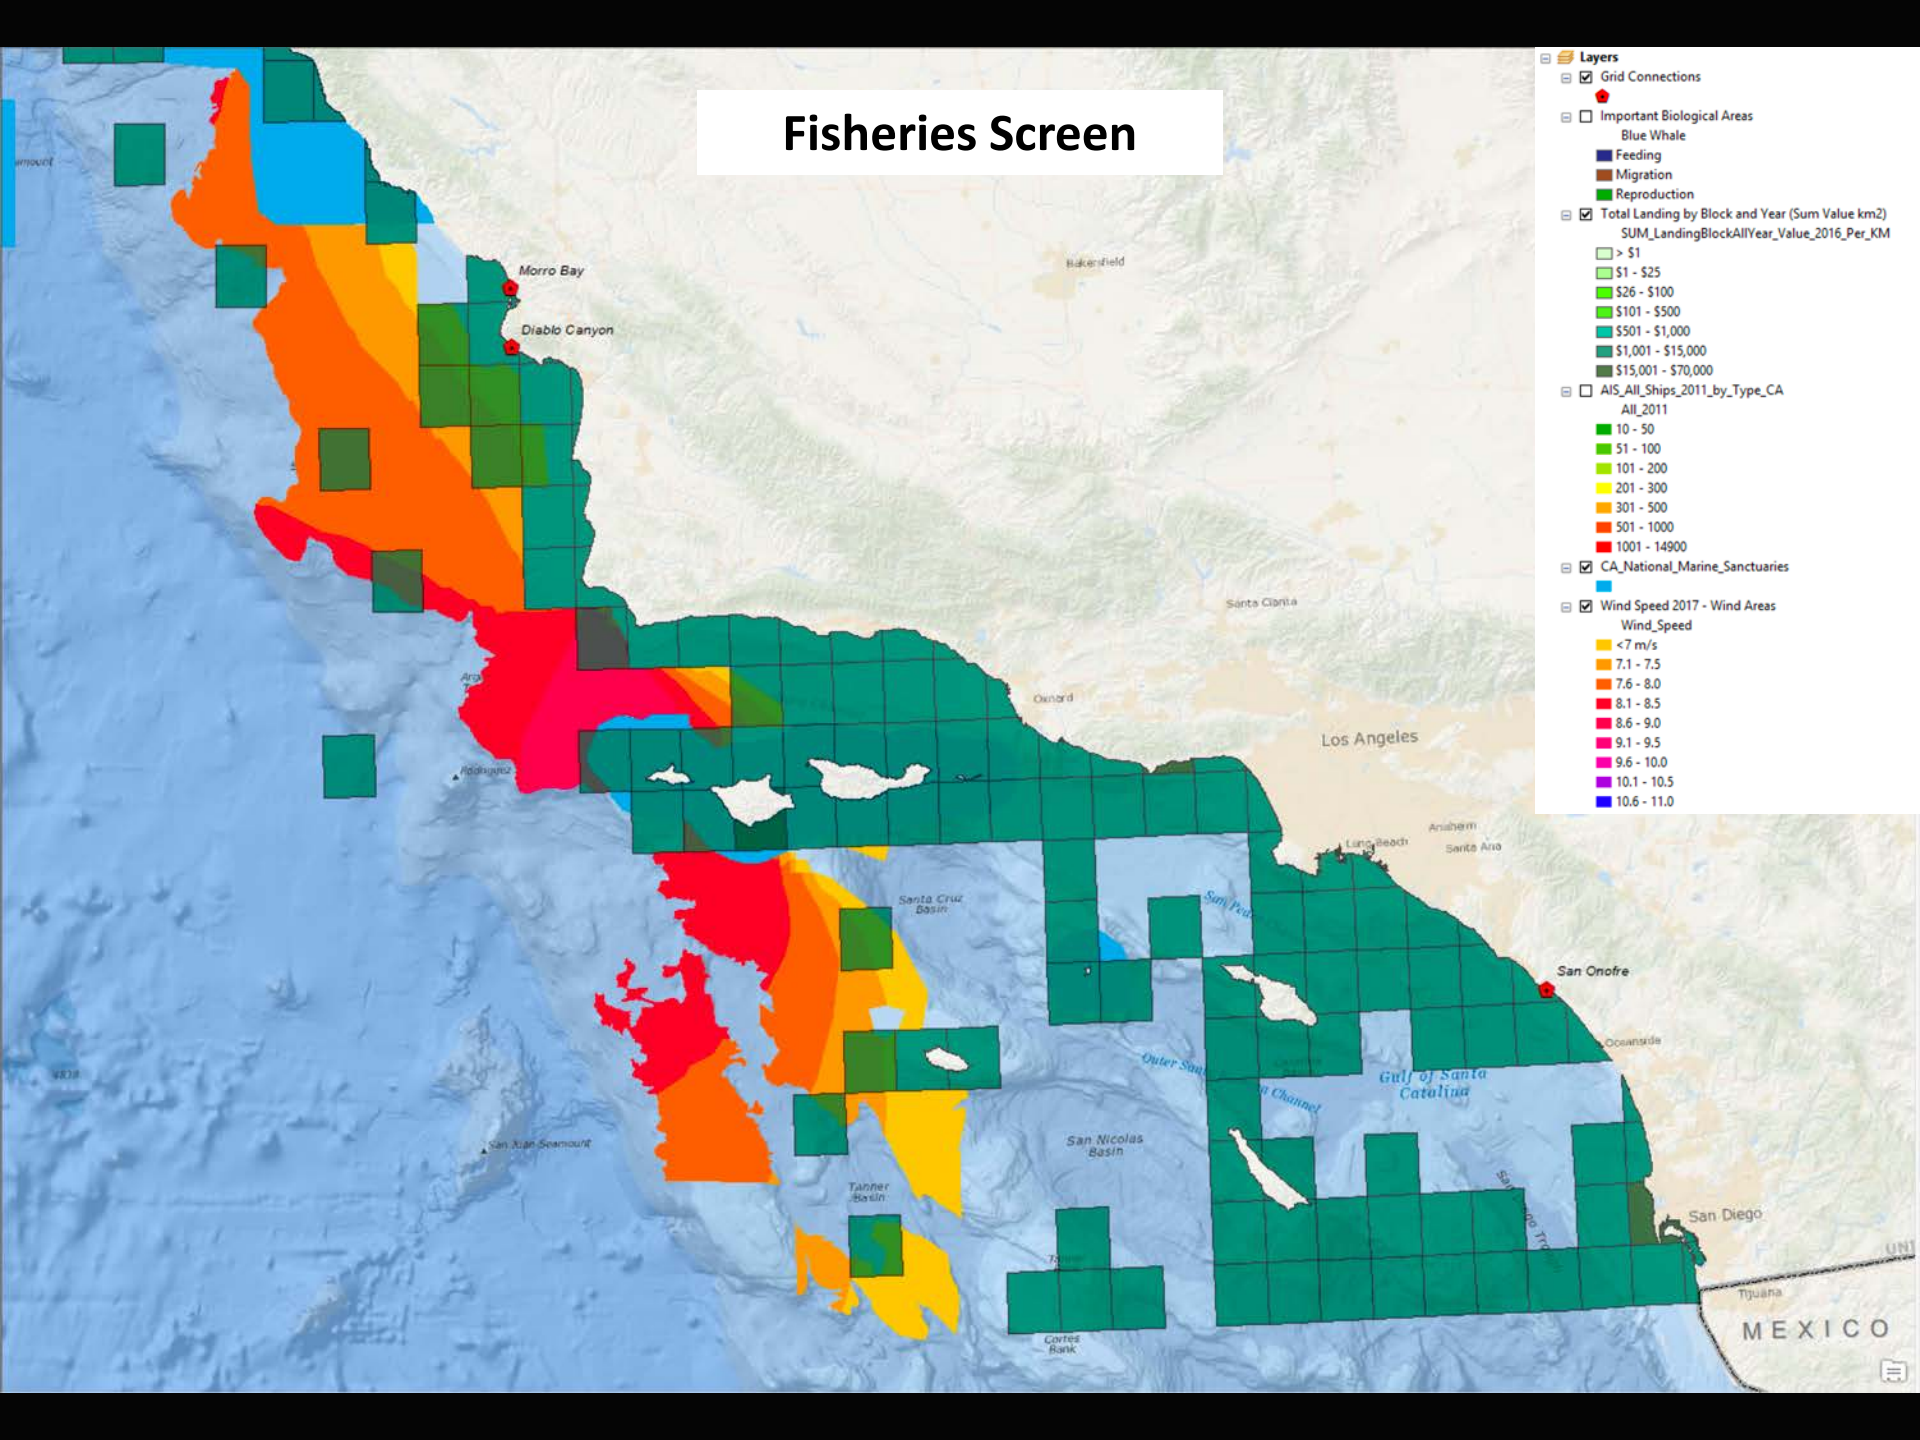 Fisheries Screen
Layers
Grid Connections
Important Biological Areas
Blue Whale
Feeding
Migration
Reproduction
Total Landing by Block and Year (Sum Value km2)
SUM_LandingBlockAllYear_Value_2016_Per_KM
> $1
$1 - $25
$26 - $100
$101 - $500
$501 - $1,000
$1,001 - $15,000
$15,001 - $70,000
AIS_All_Ships_2011_by_Type_CA
All_2011
10 - 50
51 - 100
101 - 200
201 - 300
301 - 500
501 - 1000
1001 - 14900
CA_National_Marine_Sanctuaries
Wind Speed 2017 - Wind Areas
Wind_Speed
<7 m/s
7.1 - 7.5
7.6 - 8.0
8.1 - 8.5
8.6 - 9.0
9.1 - 9.5
9.6 - 10.0
10.1 - 10.5
10.6 - 11.0
Morro Bay
Diablo Canyon
Bakersfield
Santa Clarita
Oxnard
Los Angeles
Anaheim
Long Beach
Santa Ana
Rodriguez
Santa Cruz
Basin
San Onofre
Oceanside
Gulf of Santa
Catalina
Channel
San Juan Seamount
San Nicolas
Basin
Tanner
Basin
San Diego
Cortes
Bank
Tijuana
MEXICO